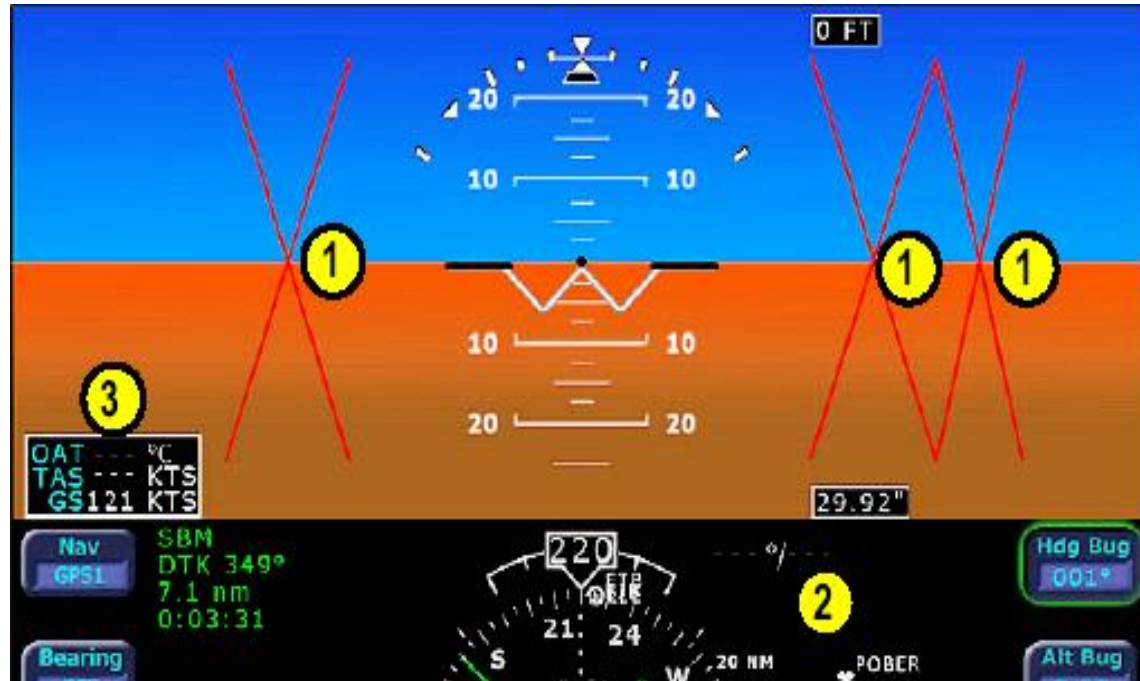 0 FT
20 20
10 10
1 1 1
10 10
3
20 20
OAT --- °C
TAS --- KTS
GS 121 KTS
29.92"
Nav
GPS1
SBM
DTK 349°
7.1 nm
0:03:31
220
---°/---
Hdg Bug
001°
2
21 24
S W
20 NM
POBER
Bearing
Alt Bug